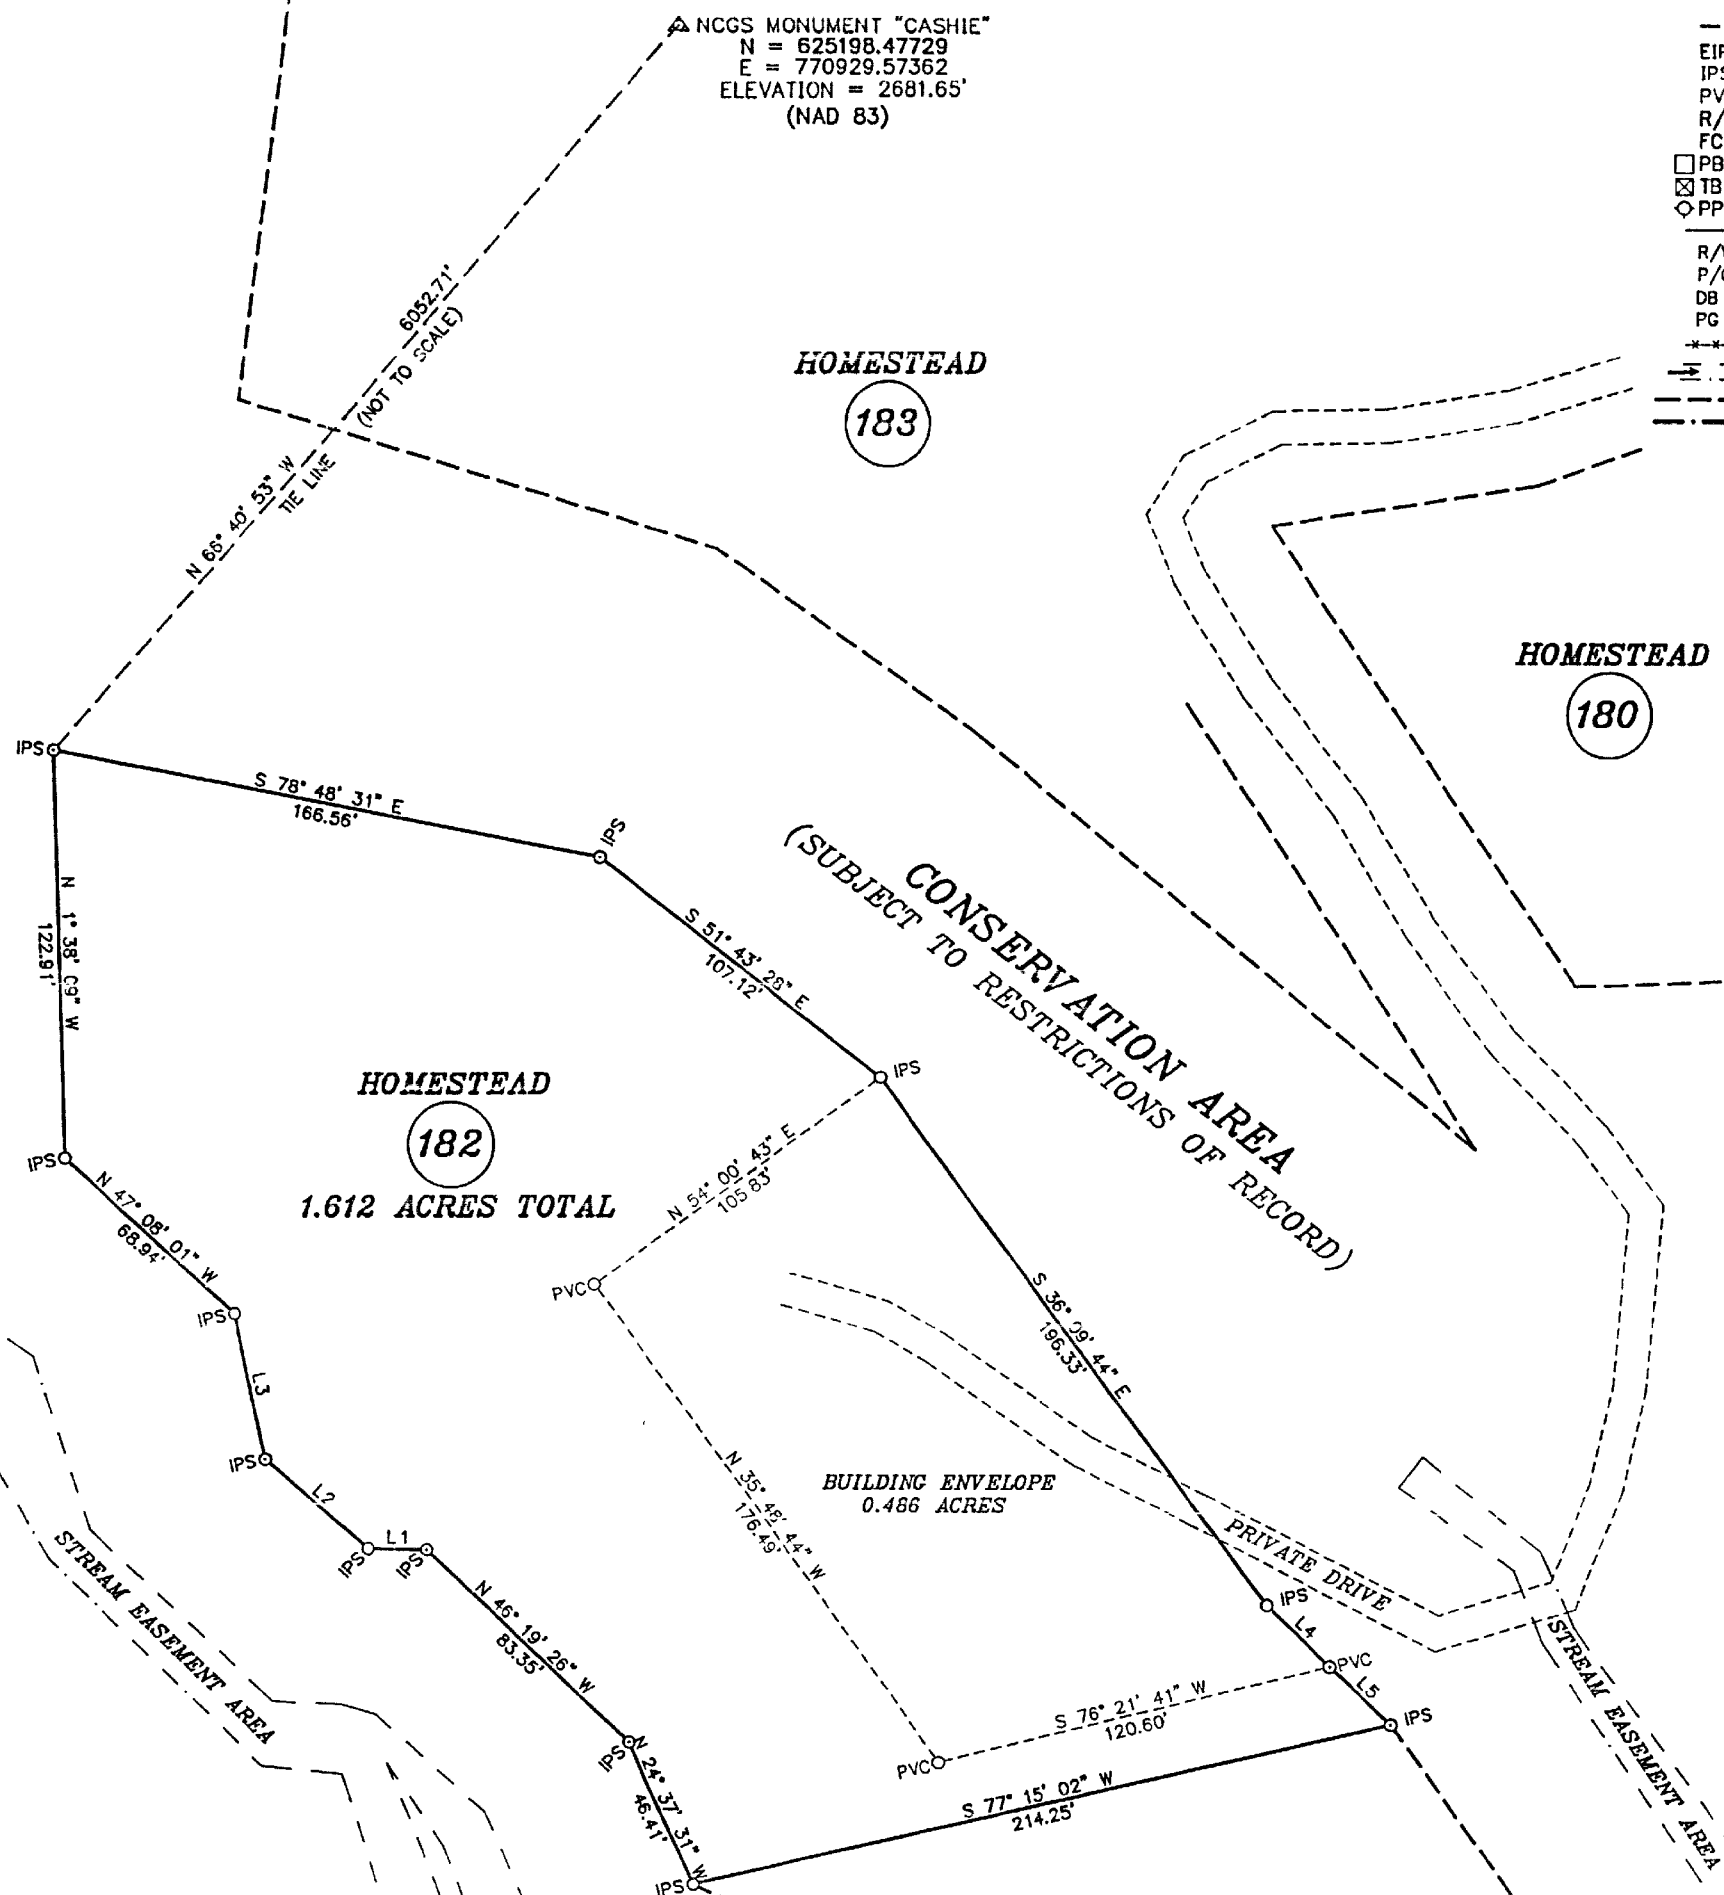 NCGS MONUMENT "CASHIE"
N = 625198.47729
E = 770929.57362
ELEVATION = 2681.65'
(NAD 83)
EIP
IPS
PV
R/
FC
PB
TB
PP
R/
P/
DB
PG
6052.71'
(NOT TO SCALE)
N 66° 40' 53" W
TIE LINE
HOMESTEAD
183
HOMESTEAD
180
IPS
S 78° 48' 31" E
166.56'
IPS
N 1° 38' 09" W
122.91'
S 51° 43' 28" E
107.12'
IPS
CONSERVATION AREA
(SUBJECT TO RESTRICTIONS OF RECORD)
HOMESTEAD
182
1.612 ACRES TOTAL
IPS
N 47° 08' 01" W
68.94'
IPS
N 54° 00' 43" E
105.83'
PVC
S 36° 09' 44" E
196.33'
L3
IPS
L2
L1
IPS
IPS
N 35° 48' 44" W
176.49'
BUILDING ENVELOPE
0.486 ACRES
PRIVATE DRIVE
IPS
L4
PVC
L5
IPS
STREAM EASEMENT AREA
STREAM EASEMENT AREA
N 46° 19' 26" W
83.35'
IPS
S 76° 21' 41" W
120.60'
PVC
N 24° 37' 31" W
46.41'
S 77° 15' 02" W
214.25'
IPS